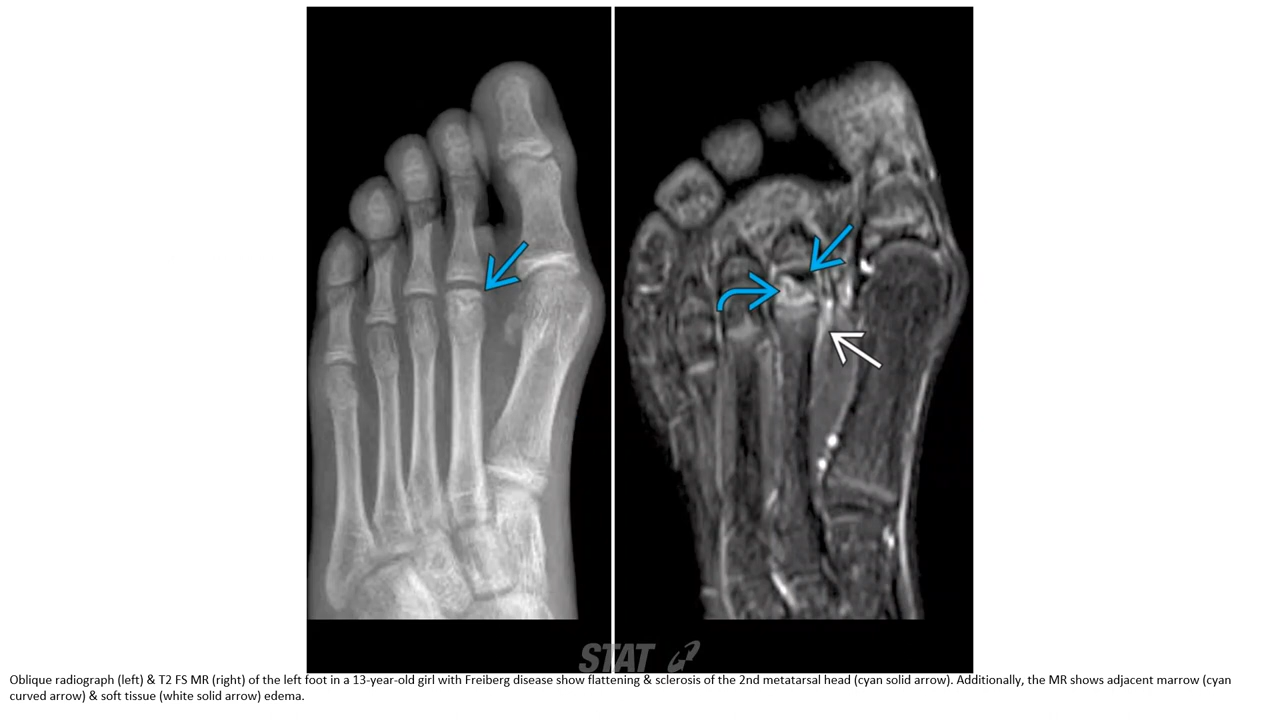 STAT
Oblique radiograph (left) & T2 FS MR (right) of the left foot in a 13-year-old girl with Freiberg disease show flattening & sclerosis of the 2nd metatarsal head (cyan solid arrow). Additionally, the MR shows adjacent marrow (cyan
curved arrow) & soft tissue (white solid arrow) edema.